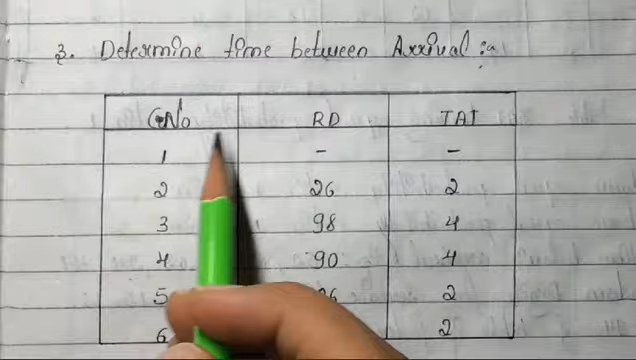 3. Determine time between Arrival :-
C.No RD TAT
1 - -
2 26 2
3 98 4
4 90 4
5 26 2
6 2